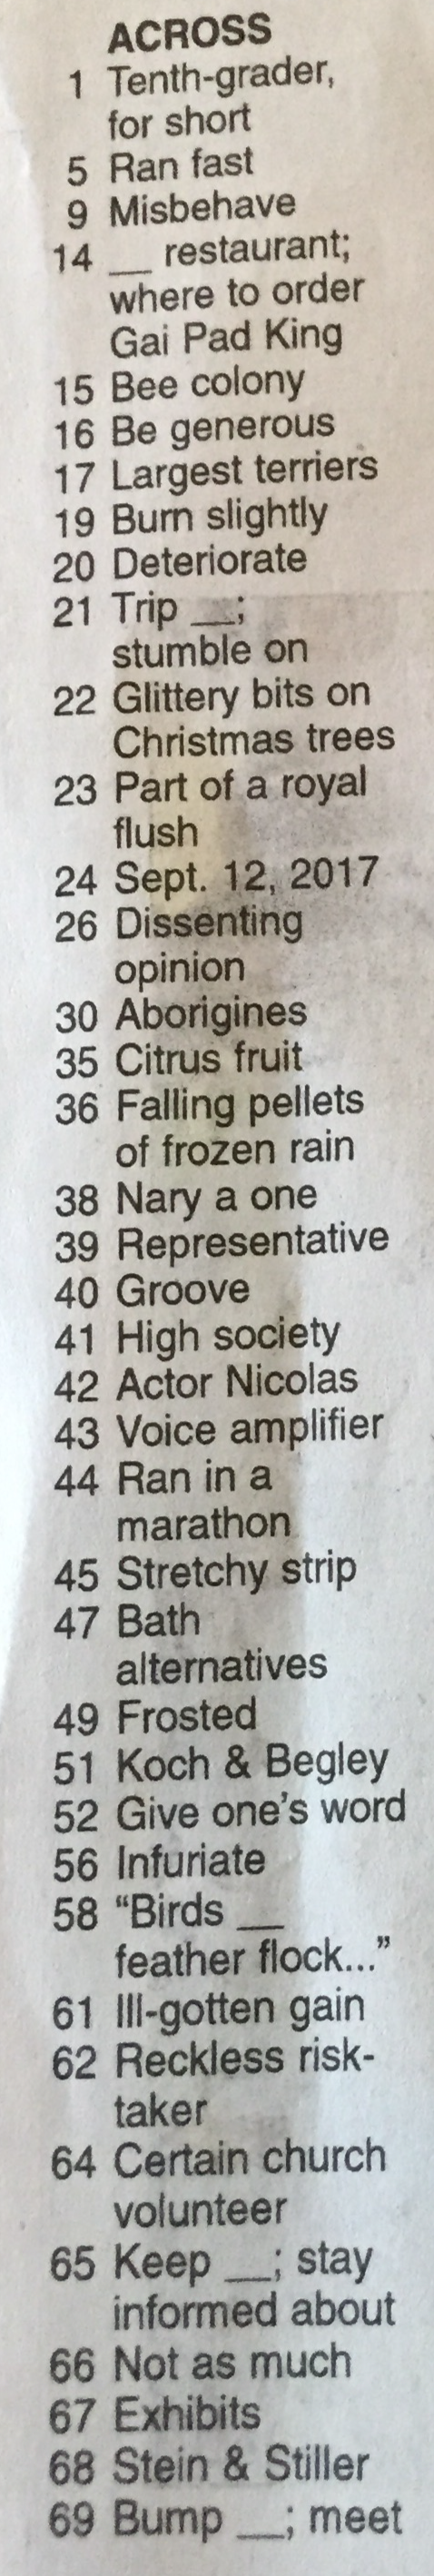 ACROSS
1 Tenth-grader,
for short
5 Ran fast
9 Misbehave
14 __ restaurant;
where to order
Gai Pad King
15 Bee colony
16 Be generous
17 Largest terriers
19 Burn slightly
20 Deteriorate
21 Trip __;
stumble on
22 Glittery bits on
Christmas trees
23 Part of a royal
flush
24 Sept. 12, 2017
26 Dissenting
opinion
30 Aborigines
35 Citrus fruit
36 Falling pellets
of frozen rain
38 Nary a one
39 Representative
40 Groove
41 High society
42 Actor Nicolas
43 Voice amplifier
44 Ran in a
marathon
45 Stretchy strip
47 Bath
alternatives
49 Frosted
51 Koch & Begley
52 Give one's word
56 Infuriate
58 “Birds __
feather flock...”
61 Ill-gotten gain
62 Reckless risk-
taker
64 Certain church
volunteer
65 Keep __; stay
informed about
66 Not as much
67 Exhibits
68 Stein & Stiller
69 Bump __; meet